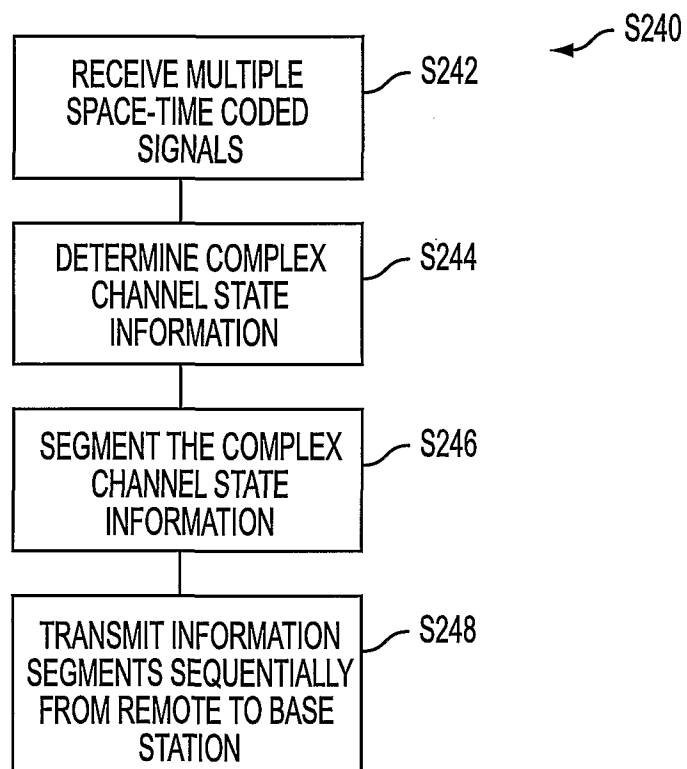 S240
RECEIVE MULTIPLE
SPACE-TIME CODED
SIGNALS
S242
DETERMINE COMPLEX
CHANNEL STATE
INFORMATION
S244
SEGMENT THE COMPLEX
CHANNEL STATE
INFORMATION
S246
TRANSMIT INFORMATION
SEGMENTS SEQUENTIALLY
FROM REMOTE TO BASE
STATION
S248